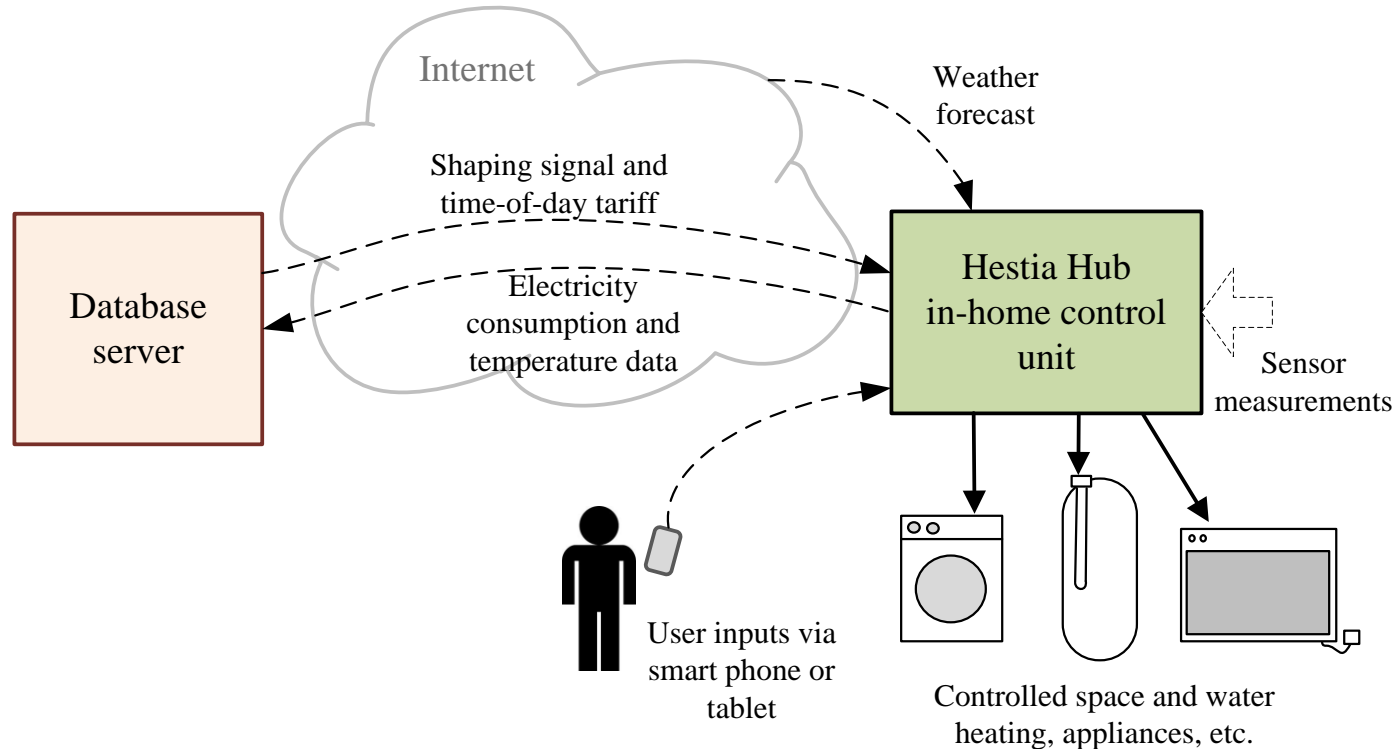 Internet
Weather
forecast
Shaping signal and
time-of-day tariff
Database
server
Electricity
consumption and
temperature data
Hestia Hub
in-home control
unit
Sensor
measurements
User inputs via
smart phone or
tablet
Controlled space and water
heating, appliances, etc.